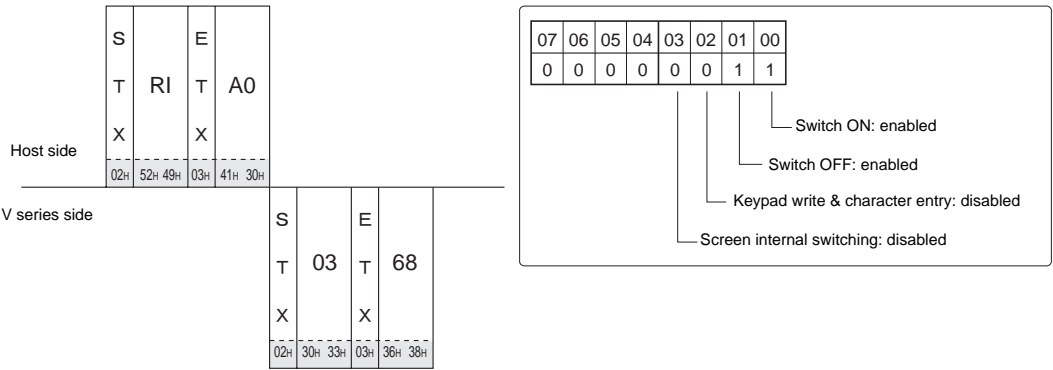 S
T
X
RI
E
T
X
A0
Host side
02H 52H 49H 03H 41H 30H
V series side
S
T
X
03
E
T
X
68
02H 30H 33H 03H 36H 38H
07 06 05 04 03 02 01 00
0 0 0 0 0 0 1 1
Switch ON: enabled
Switch OFF: enabled
Keypad write & character entry: disabled
Screen internal switching: disabled